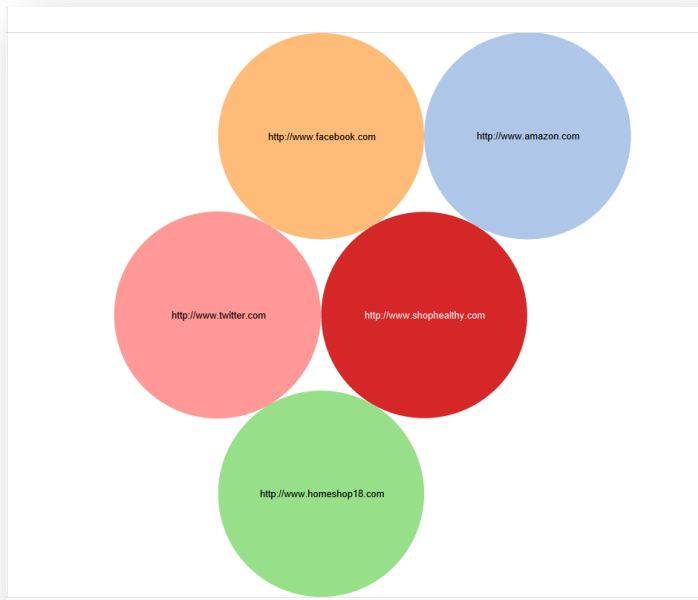 http://www.facebook.com
http://www.amazon.com
http://www.twitter.com
http://www.shophealthy.com
http://www.homeshop18.com